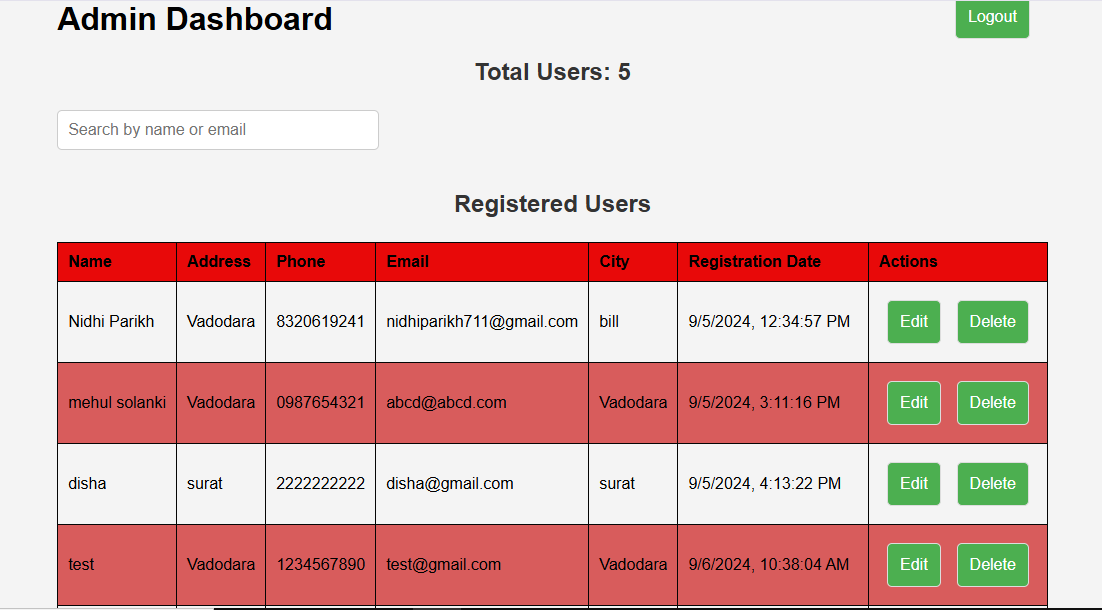 Admin Dashboard Logout
Total Users: 5
Search by name or email
Registered Users
Name Address Phone Email City Registration Date Actions
Nidhi Parikh Vadodara 8320619241 nidhiparikh711@gmail.com bill 9/5/2024, 12:34:57 PM Edit Delete
mehul solanki Vadodara 0987654321 abcd@abcd.com Vadodara 9/5/2024, 3:11:16 PM Edit Delete
disha surat 2222222222 disha@gmail.com surat 9/5/2024, 4:13:22 PM Edit Delete
test Vadodara 1234567890 test@gmail.com Vadodara 9/6/2024, 10:38:04 AM Edit Delete